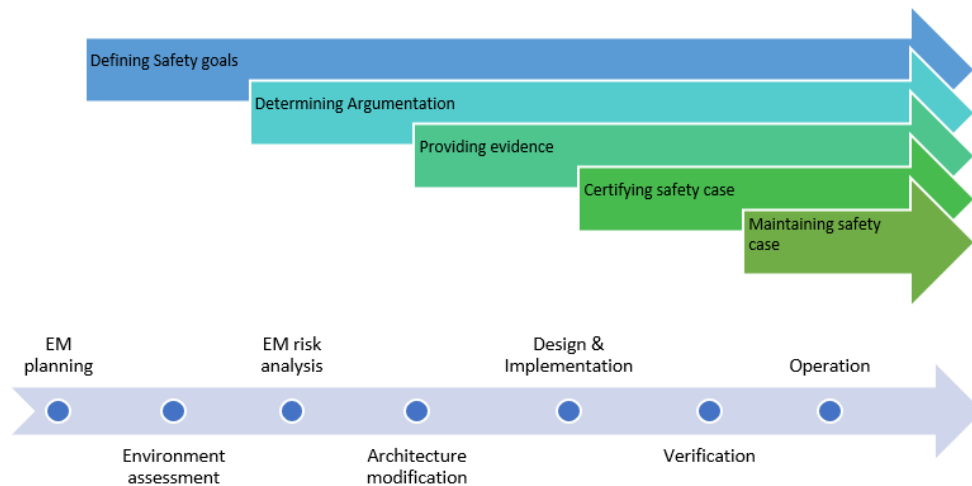 Defining Safety goals
Determining Argumentation
Providing evidence
Certifying safety case
Maintaining safety
case
EM
planning
EM risk
analysis
Design &
Implementation
Operation
Environment
assessment
Architecture
modification
Verification